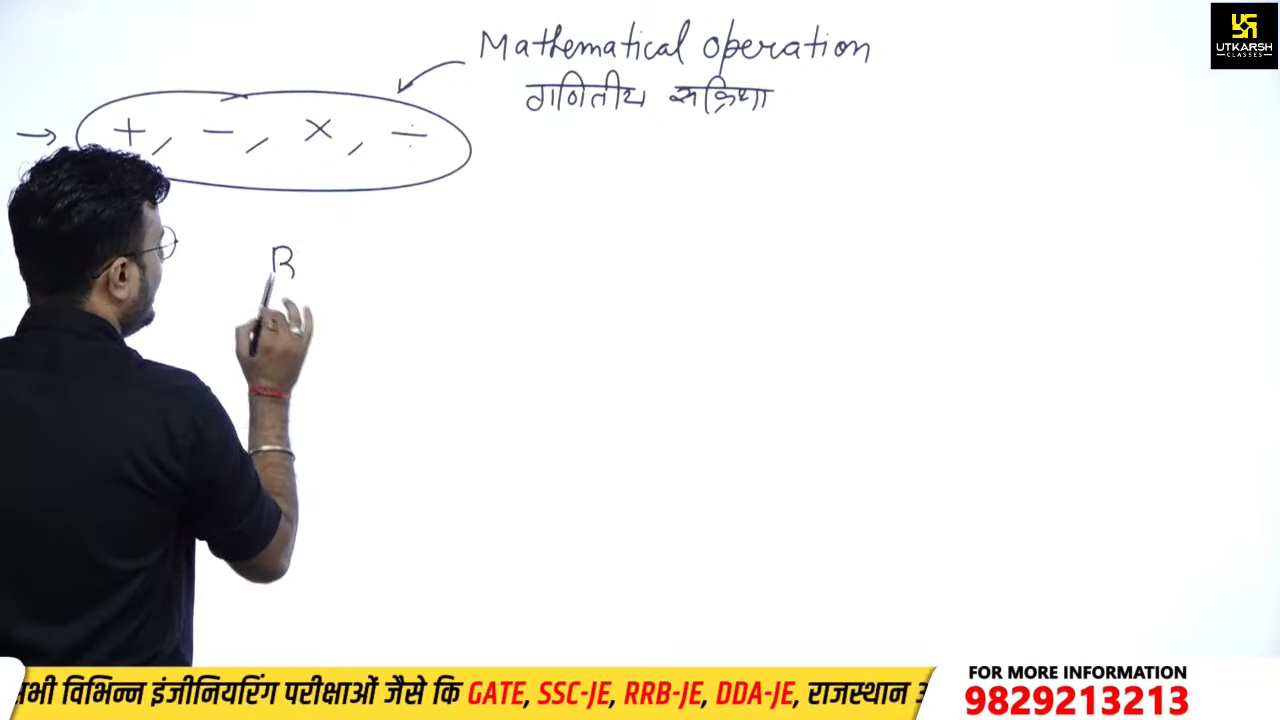 Mathematical Operation
गणितीय सक्रिया
→ +, -, ×, ÷
B
UTKARSH
CLASSES
भी विभिन्न इंजीनियरिंग परीक्षाओं जैसे कि GATE, SSC-JE, RRB-JE, DDA-JE, राजस्थान
FOR MORE INFORMATION
9829213213